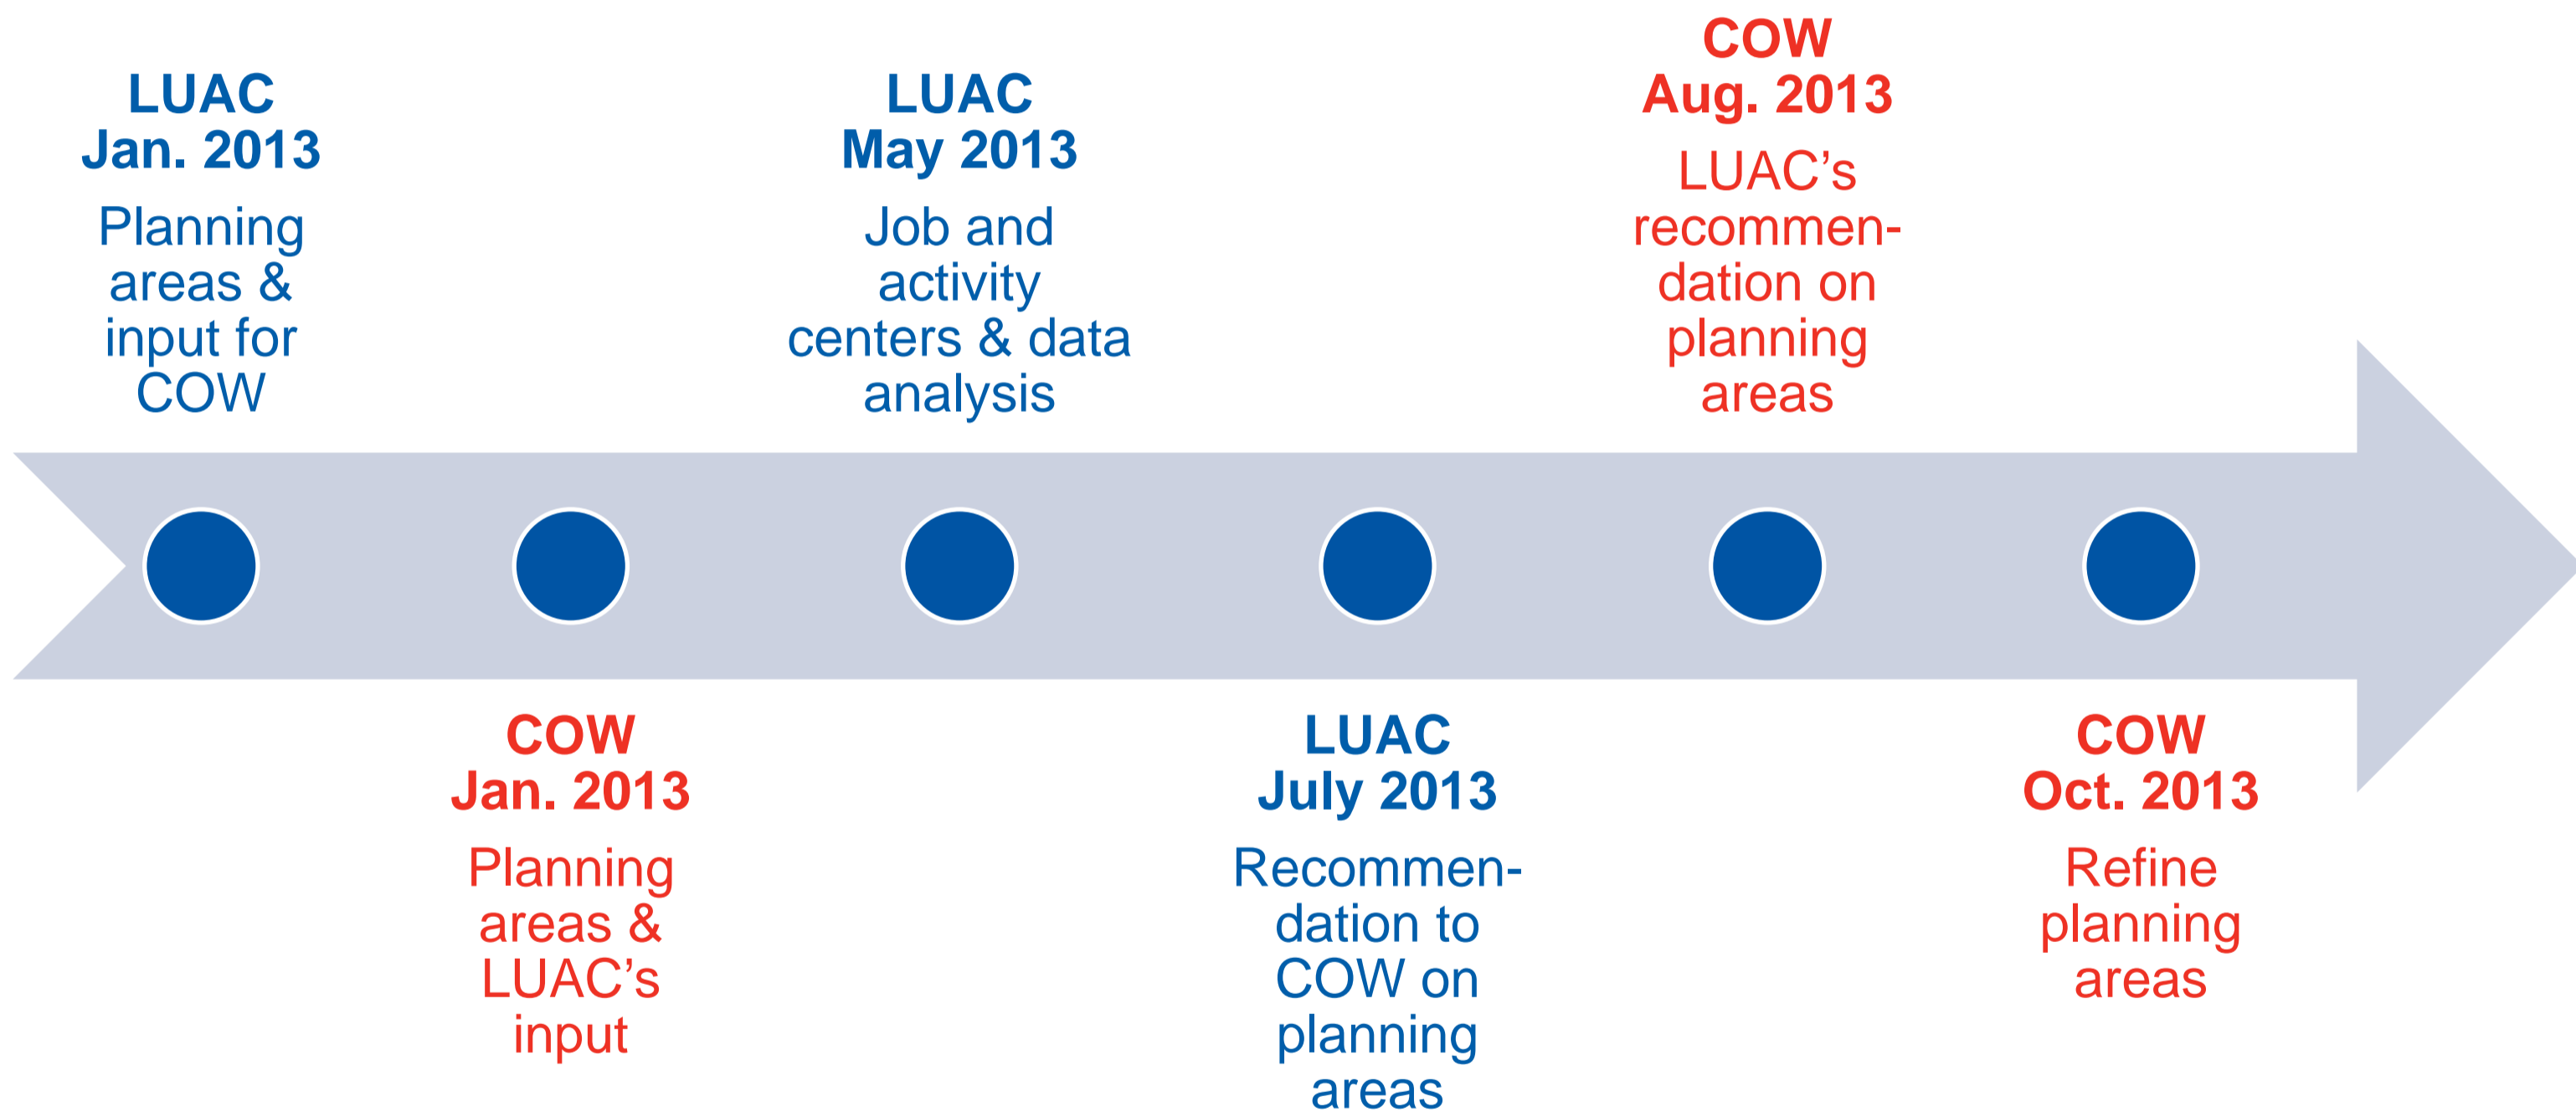 LUAC
Jan. 2013
Planning
areas &
input for
COW
COW
Jan. 2013
Planning
areas &
LUAC’s
input
LUAC
May 2013
Job and
activity
centers & data
analysis
LUAC
July 2013
Recommen-
dation to
COW on
planning
areas
COW
Aug. 2013
LUAC’s
recommen-
dation on
planning
areas
COW
Oct. 2013
Refine
planning
areas